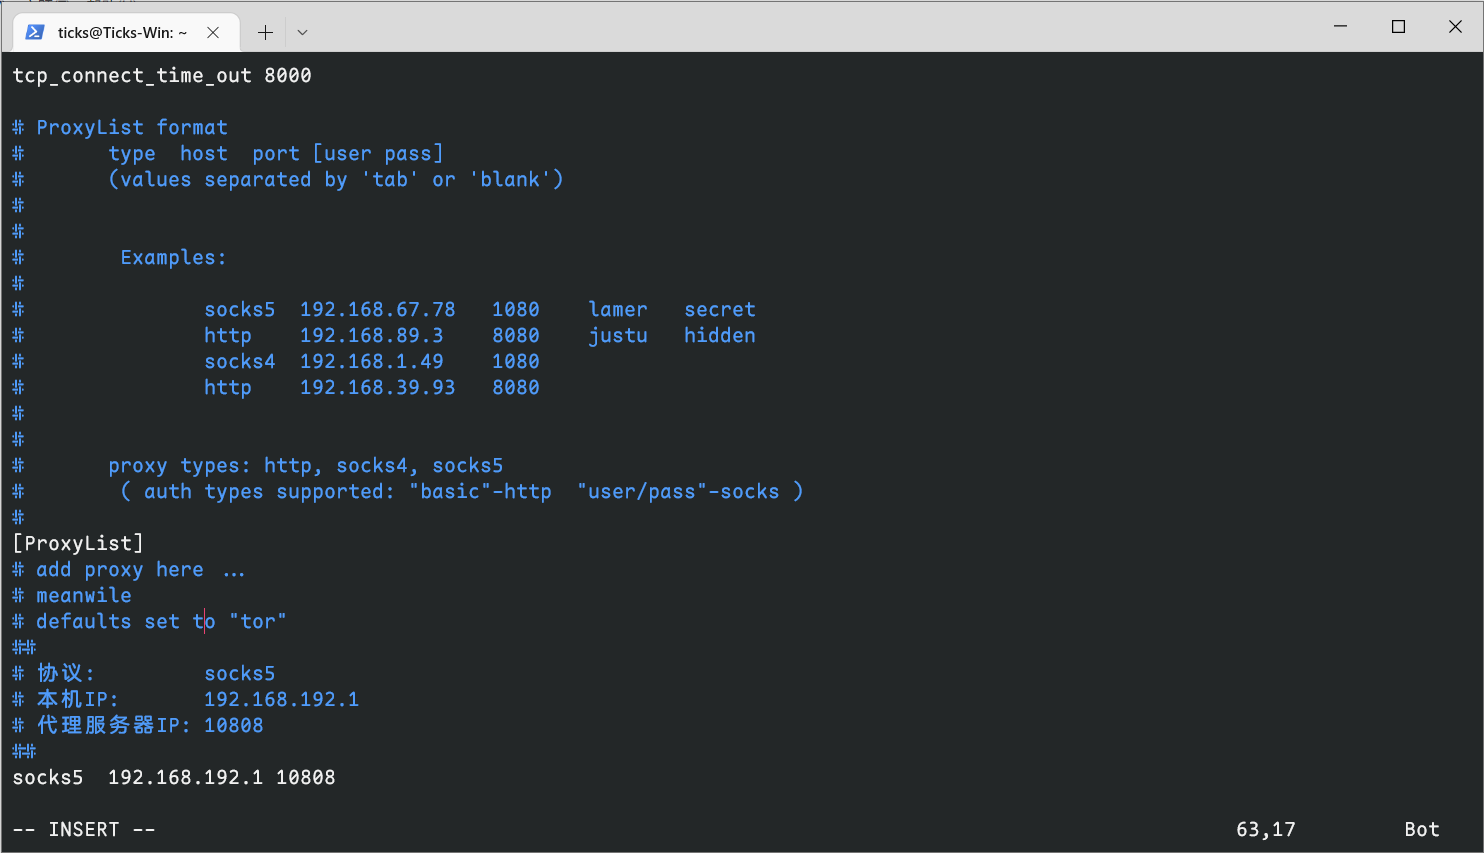 ticks@Ticks-Win: ~
tcp_connect_time_out 8000
# ProxyList format
#       type  host  port [user pass]
#       (values separated by 'tab' or 'blank')
#
#
#        Examples:
#
#               socks5  192.168.67.78   1080    lamer   secret
#               http    192.168.89.3    8080    justu   hidden
#               socks4  192.168.1.49    1080
#               http    192.168.39.93   8080
#
#
#       proxy types: http, socks4, socks5
#        ( auth types supported: "basic"-http  "user/pass"-socks )
#
[ProxyList]
# add proxy here ...
# meanwile
# defaults set to "tor"
##
# 协议:         socks5
# 本机IP:       192.168.192.1
# 代理服务器IP: 10808
##
socks5  192.168.192.1 10808
-- INSERT --                    63,17         Bot